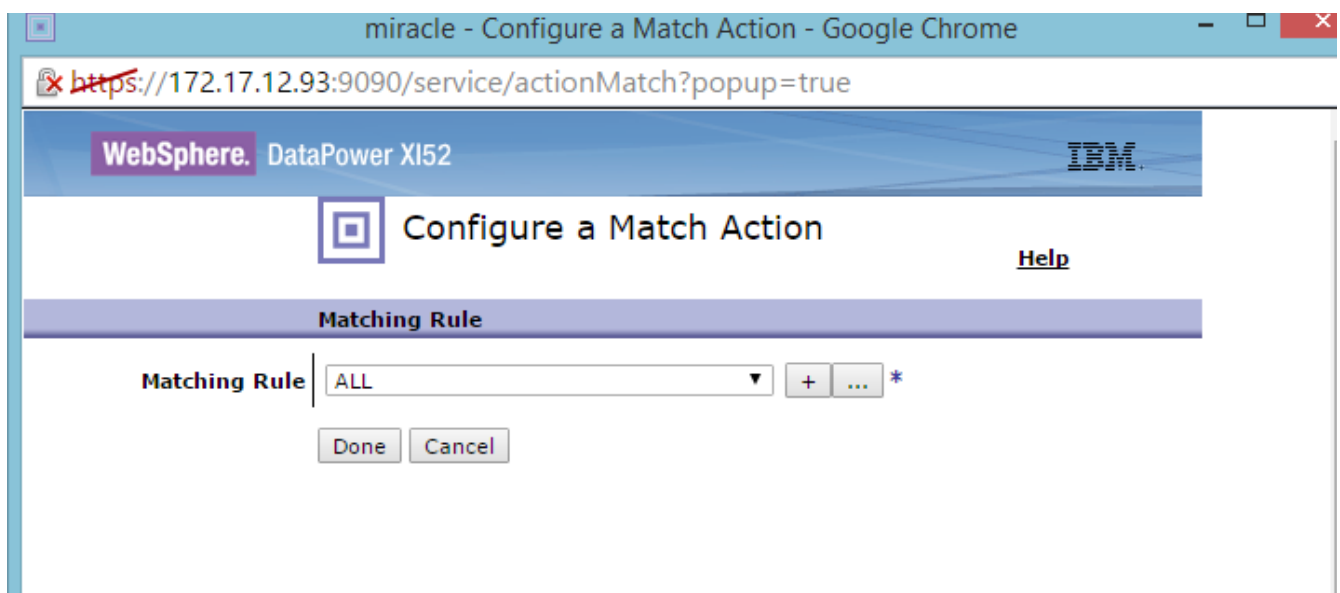 miracle - Configure a Match Action - Google Chrome
https://172.17.12.93:9090/service/actionMatch?popup=true
WebSphere. DataPower XI52 IBM.
Configure a Match Action
Help
Matching Rule
Matching Rule ALL + ... *
Done Cancel